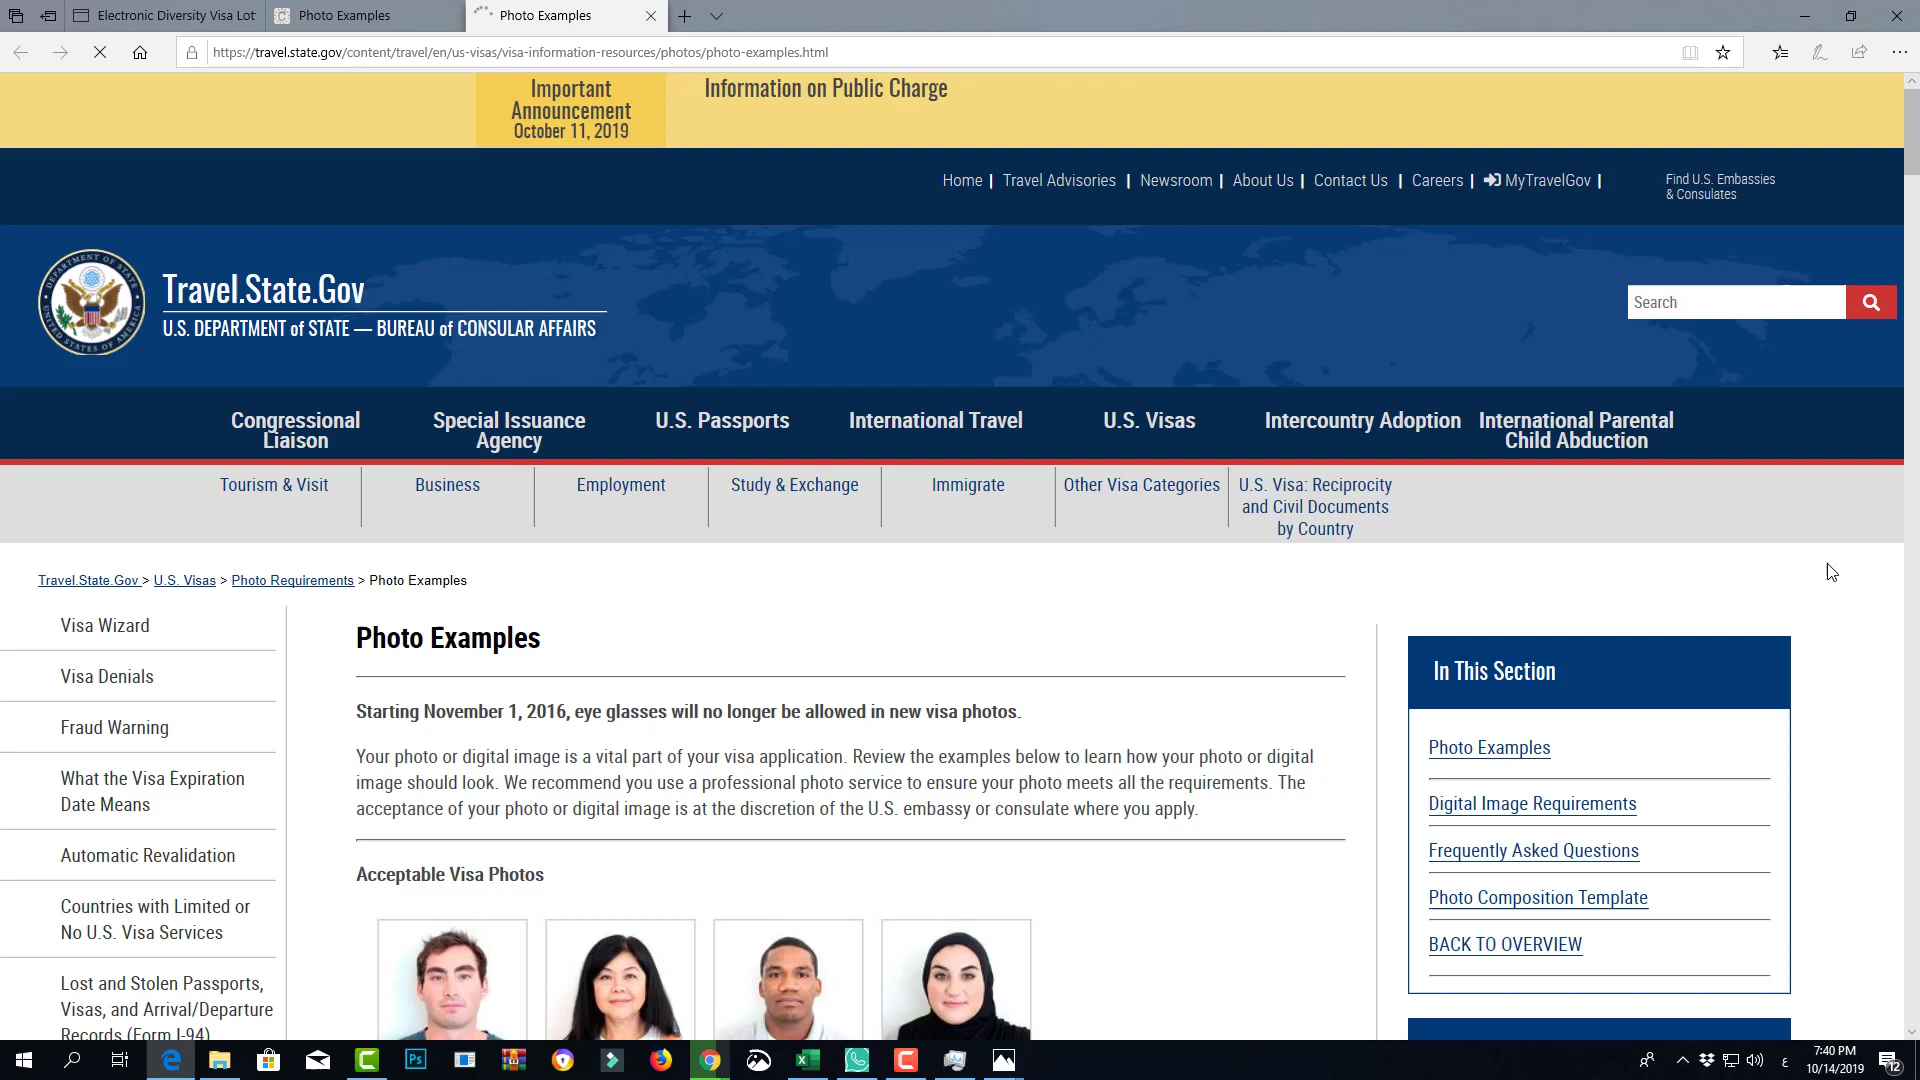 Electronic Diversity Visa Lot
Photo Examples
Photo Examples
https://travel.state.gov/content/travel/en/us-visas/visa-information-resources/photos/photo-examples.html
Important
Announcement
October 11, 2019
Information on Public Charge
Home | Travel Advisories | Newsroom | About Us | Contact Us | Careers | MyTravelGov |
Find U.S. Embassies
& Consulates
Travel.State.Gov
U.S. DEPARTMENT of STATE — BUREAU of CONSULAR AFFAIRS
Search
Congressional
Liaison
Special Issuance
Agency
U.S. Passports
International Travel
U.S. Visas
Intercountry Adoption
International Parental
Child Abduction
Tourism & Visit
Business
Employment
Study & Exchange
Immigrate
Other Visa Categories
U.S. Visa: Reciprocity
and Civil Documents
by Country
Travel.State.Gov > U.S. Visas > Photo Requirements > Photo Examples
Visa Wizard
Visa Denials
Fraud Warning
What the Visa Expiration
Date Means
Automatic Revalidation
Countries with Limited or
No U.S. Visa Services
Lost and Stolen Passports,
Visas, and Arrival/Departure
Records (Form I-94)
Photo Examples
Starting November 1, 2016, eye glasses will no longer be allowed in new visa photos.
Your photo or digital image is a vital part of your visa application. Review the examples below to learn how your photo or digital
image should look. We recommend you use a professional photo service to ensure your photo meets all the requirements. The
acceptance of your photo or digital image is at the discretion of the U.S. embassy or consulate where you apply.
Acceptable Visa Photos
In This Section
Photo Examples
Digital Image Requirements
Frequently Asked Questions
Photo Composition Template
BACK TO OVERVIEW
Ps
ع
7:40 PM
10/14/2019
12